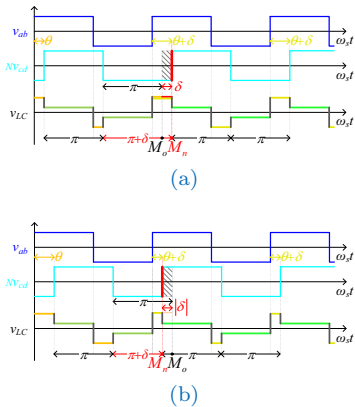 θ θ+δ θ+δ
v_ab ω_s t
Nv_cd ω_s t
π δ
v_LC ω_s t
π π+δ π π
M_o M_n
(a)
θ θ+δ θ+δ
v_ab ω_s t
Nv_cd ω_s t
π |δ|
v_LC ω_s t
π π+δ π π
M_n M_o
(b)